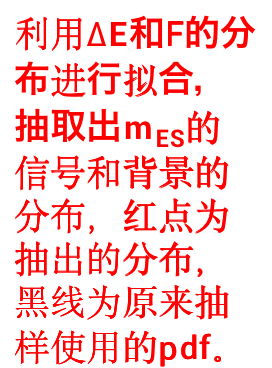 利用ΔE和F的分
布进行拟合，
抽取出mES的
信号和背景的
分布，红点为
抽出的分布，
黑线为原来抽
样使用的pdf。